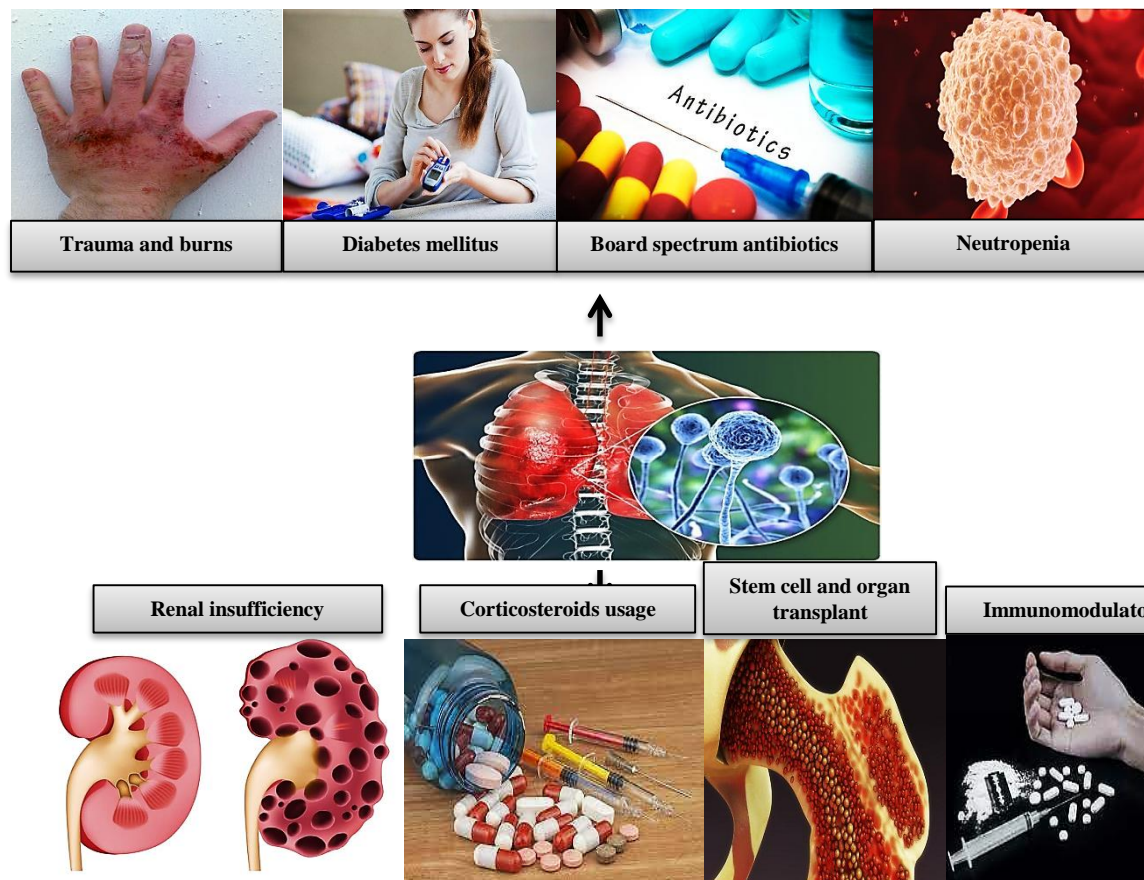 Antibiotics
Trauma and burns
Diabetes mellitus
Board spectrum antibiotics
Neutropenia
Renal insufficiency
Corticosteroids usage
Stem cell and organ
transplant
Immunomodulato